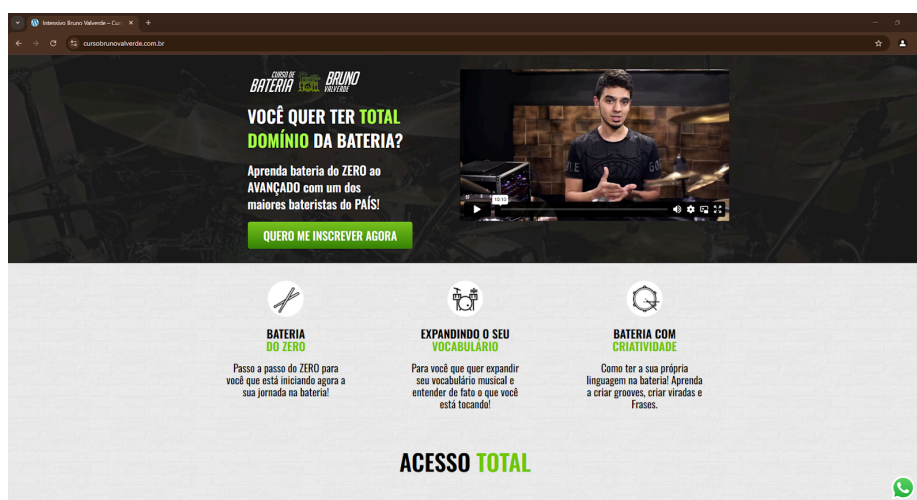 Intensivo Bruno Valverde – Cur
cursobrunovalverde.com.br
CURSO DE
BATERIA
BRUNO
VALVERDE
VOCÊ QUER TER TOTAL
DOMÍNIO DA BATERIA?
Aprenda bateria do ZERO ao
AVANÇADO com um dos
maiores bateristas do PAÍS!
QUERO ME INSCREVER AGORA
10:10
BATERIA
DO ZERO
Passo a passo do ZERO para
você que está iniciando agora a
sua jornada na bateria!
EXPANDINDO O SEU
VOCABULÁRIO
Para você que quer expandir
seu vocabulário musical e
entender de fato o que você
está tocando!
BATERIA COM
CRIATIVIDADE
Como ter a sua própria
linguagem na bateria! Aprenda
a criar grooves, criar viradas e
Frases.
ACESSO TOTAL